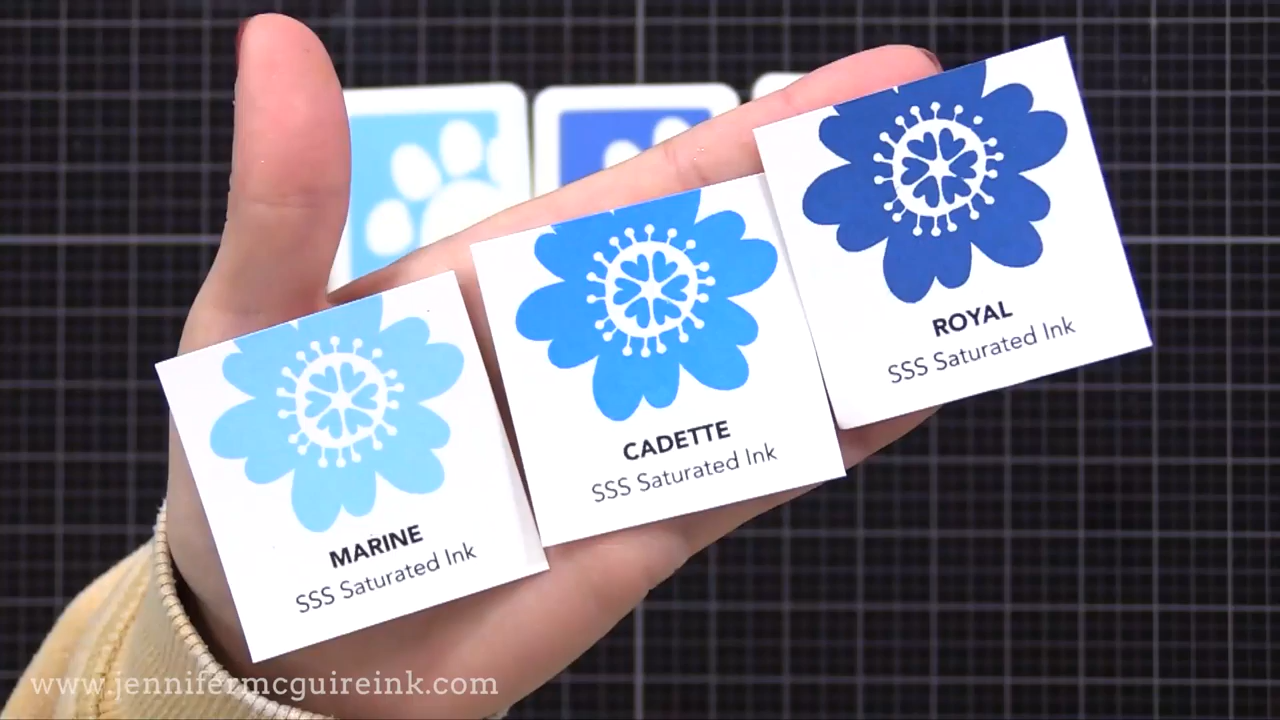 MARINE
SSS Saturated Ink
CADETTE
SSS Saturated Ink
ROYAL
SSS Saturated Ink
www.jennifermcguireink.com